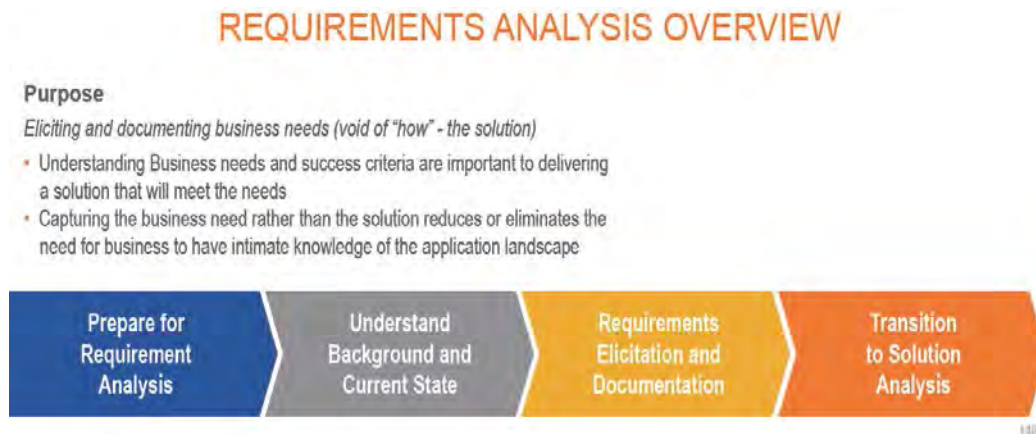 REQUIREMENTS ANALYSIS OVERVIEW
Purpose
Eliciting and documenting business needs (void of “how” - the solution)
• Understanding Business needs and success criteria are important to delivering
a solution that will meet the needs
• Capturing the business need rather than the solution reduces or eliminates the
need for business to have intimate knowledge of the application landscape
Prepare for
Requirement
Analysis
Understand
Background and
Current State
Requirements
Elicitation and
Documentation
Transition
to Solution
Analysis